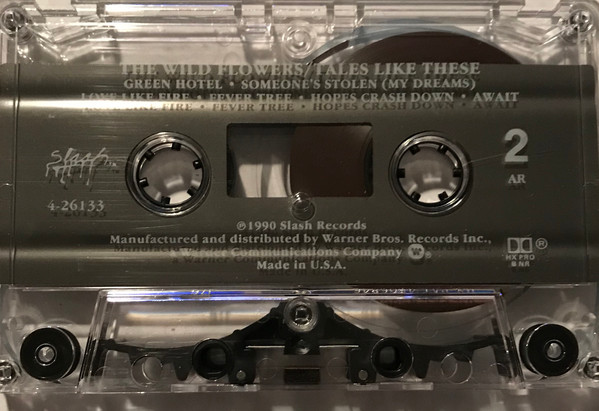 THE WILD FLOWERS/TALES LIKE THESE
GREEN HOTEL • SOMEONE'S STOLEN (MY DREAMS)
LOVE LIKE FIRE • FEVER TREE • HOPES CRASH DOWN • AWAIT
slash
2
AR
4-26133
℗1990 Slash Records
Manufactured and distributed by Warner Bros. Records Inc.,
a Warner Communications Company
Made in U.S.A.
®
HX PRO
B NR